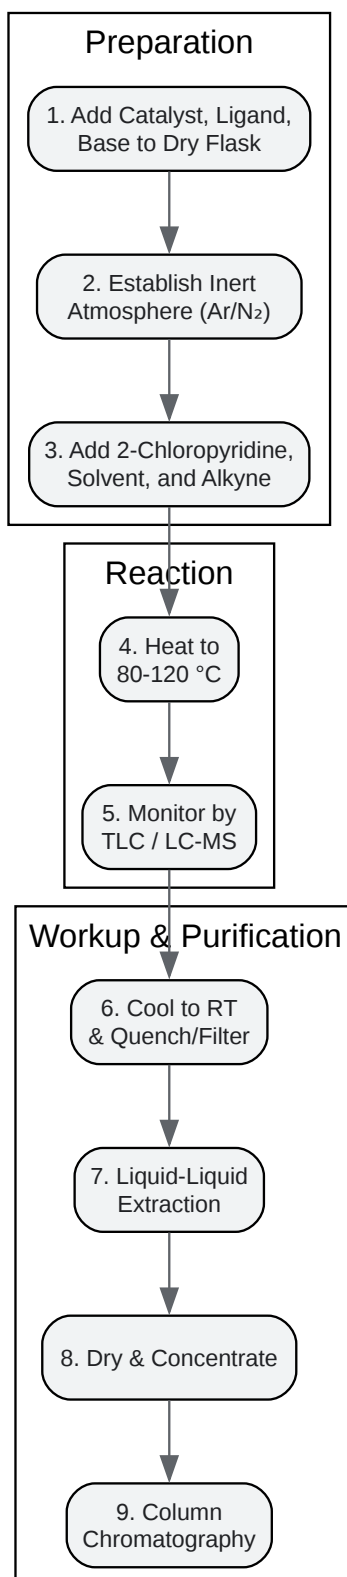 Preparation
1. Add Catalyst, Ligand,
Base to Dry Flask
2. Establish Inert
Atmosphere (Ar/N₂)
3. Add 2-Chloropyridine,
Solvent, and Alkyne
Reaction
4. Heat to
80-120 °C
5. Monitor by
TLC / LC-MS
Workup & Purification
6. Cool to RT
& Quench/Filter
7. Liquid-Liquid
Extraction
8. Dry & Concentrate
9. Column
Chromatography